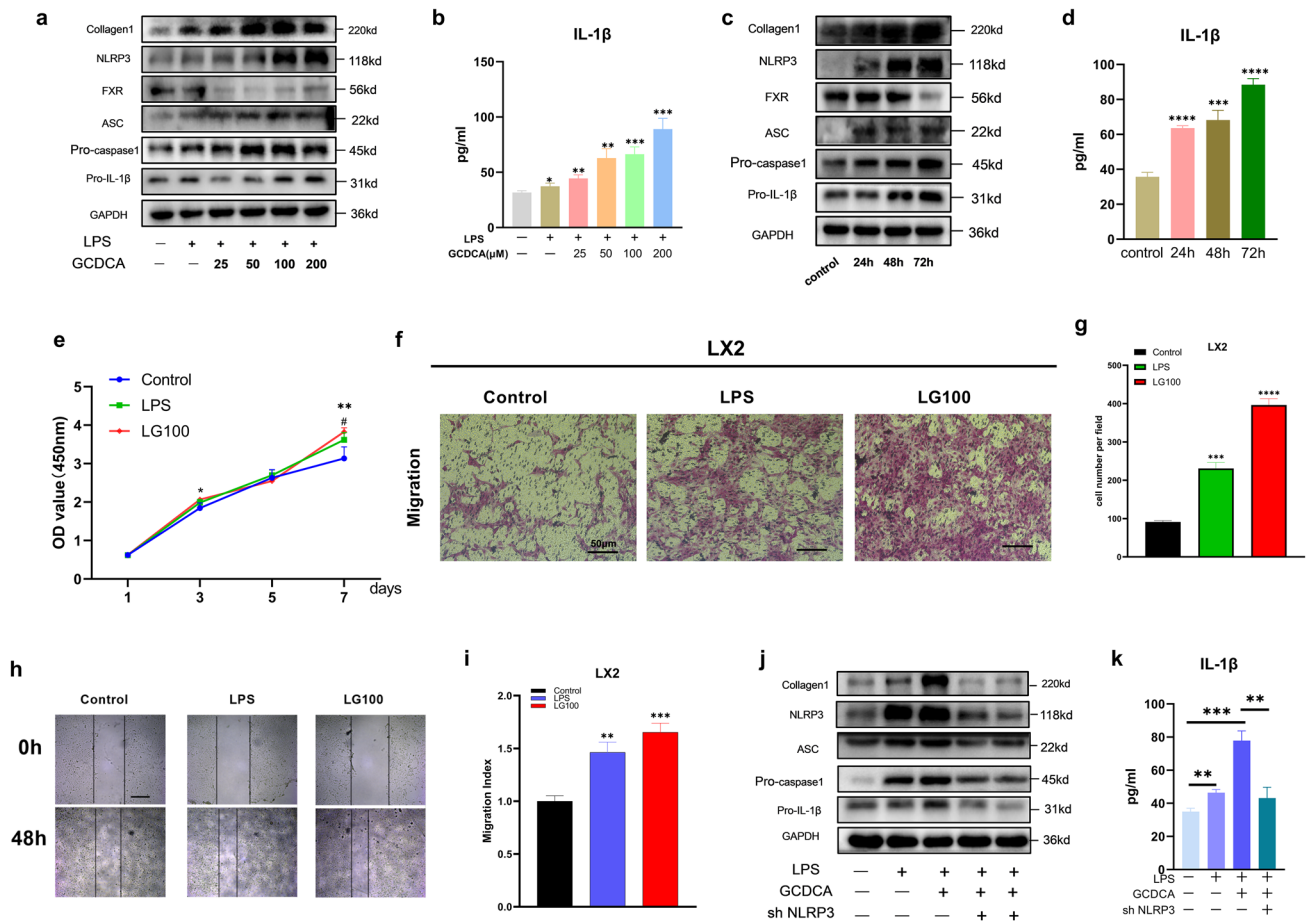 a
Collagen1
220kd
NLRP3
118kd
FXR
56kd
ASC
22kd
Pro-caspase1
45kd
Pro-IL-1β
31kd
GAPDH
36kd
LPS — + + + + +
GCDCA — — 25 50 100 200
b
IL-1β
pg/ml
150
100
50
0
* ** ** *** ***
LPS — + + + + +
GCDCA(μM) — — 25 50 100 200
c
Collagen1
220kd
NLRP3
118kd
FXR
56kd
ASC
22kd
Pro-caspase1
45kd
Pro-IL-1β
31kd
GAPDH
36kd
control 24h 48h 72h
d
IL-1β
pg/ml
100
80
60
40
20
0
**** *** ****
control 24h 48h 72h
e
Control
LPS
LG100
OD value (450nm)
5
4
3
2
1
0
*
**
#
1 3 5 7 days
f
LX2
Control LPS LG100
Migration
50μm
g
LX2
Control
LPS
LG100
cell number per field
500
400
300
200
100
0
*** ****
h
Control LPS LG100
0h
48h
i
LX2
Control
LPS
LG100
Migration Index
2.0
1.5
1.0
0.5
0.0
** ***
j
Collagen1
220kd
NLRP3
118kd
ASC
22kd
Pro-caspase1
45kd
Pro-IL-1β
31kd
GAPDH
36kd
LPS — + + + +
GCDCA — — + + +
sh NLRP3 — — — + +
k
IL-1β
pg/ml
100
80
60
40
20
0
** *** **
LPS — + + +
GCDCA — — + +
sh NLRP3 — — — +